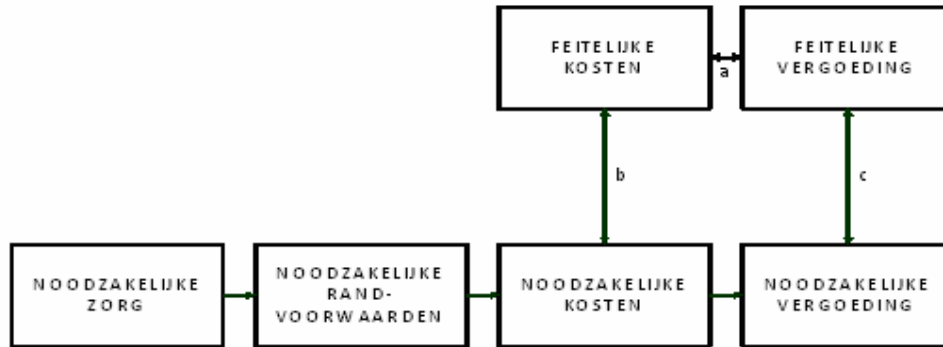 FEITELIJKE
KOSTEN
a
FEITELIJKE
VERGOEDING
b
c
NOODZAKELIJKE
ZORG
NOODZAKELIJKE
RAND-
VOORWAARDEN
NOODZAKELIJKE
KOSTEN
NOODZAKELIJKE
VERGOEDING